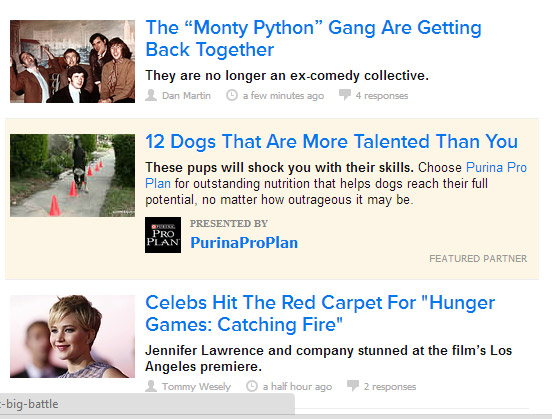 The “Monty Python” Gang Are Getting
Back Together
They are no longer an ex-comedy collective.
Dan Martin a few minutes ago 4 responses
12 Dogs That Are More Talented Than You
These pups will shock you with their skills. Choose Purina Pro
Plan for outstanding nutrition that helps dogs reach their full
potential, no matter how outrageous it may be.
PURINA
PRO
PLAN
PRESENTED BY
PurinaProPlan
FEATURED PARTNER
Celebs Hit The Red Carpet For "Hunger
Games: Catching Fire"
Jennifer Lawrence and company stunned at the film’s Los
Angeles premiere.
Tommy Wesely a half hour ago 2 responses
-big-battle